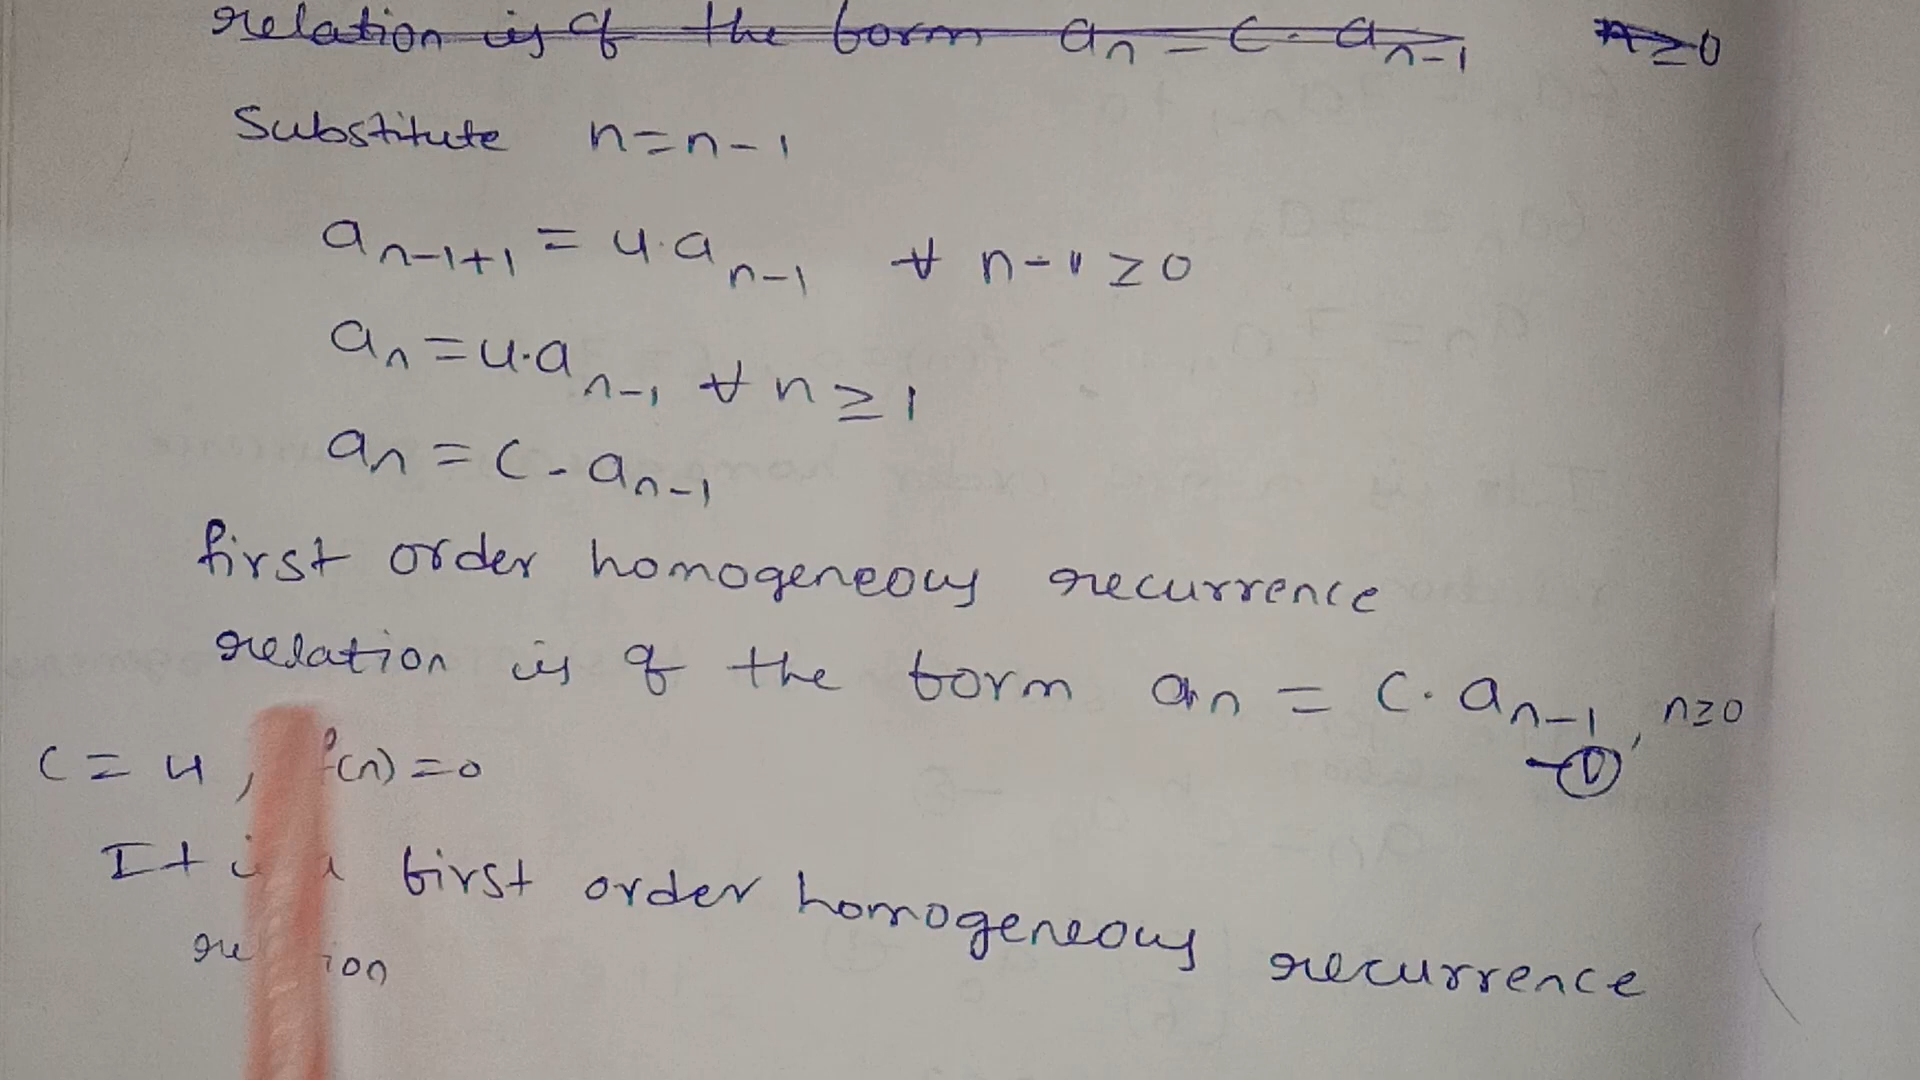 relation is of the form an = c. an-1 n≥0
Substitute n=n-1
an-1+1 = 4.an-1 ∀ n-1≥0
an=4.an-1 ∀ n≥1
an = c-an-1
first order homogeneous recurrence
relation is of the form an = c.an-1, n≥0
-①
c=4, f(n)=0
It first order homogeneous recurrence